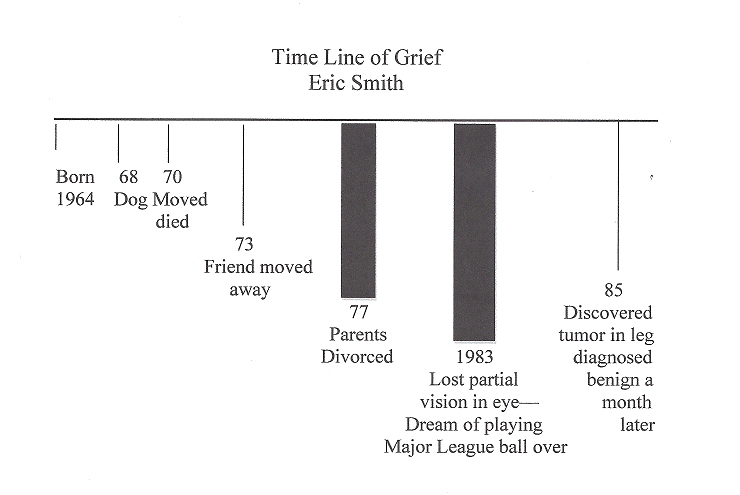 Time Line of Grief
Eric Smith
Born
1964
68
Dog
died
70
Moved
73
Friend moved
away
77
Parents
Divorced
1983
Lost partial
vision in eye—
Dream of playing
Major League ball over
85
Discovered
tumor in leg
diagnosed
benign a
month
later